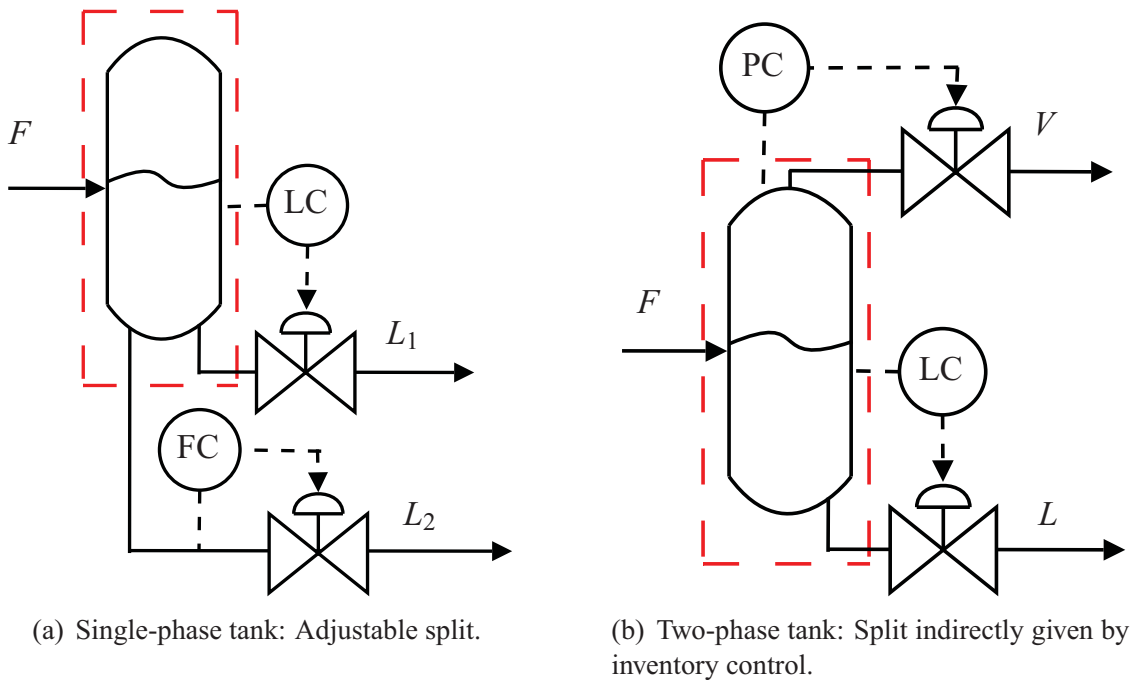 F
LC
L1
FC
L2
(a) Single-phase tank: Adjustable split.
PC
V
F
LC
L
(b) Two-phase tank: Split indirectly given by
inventory control.